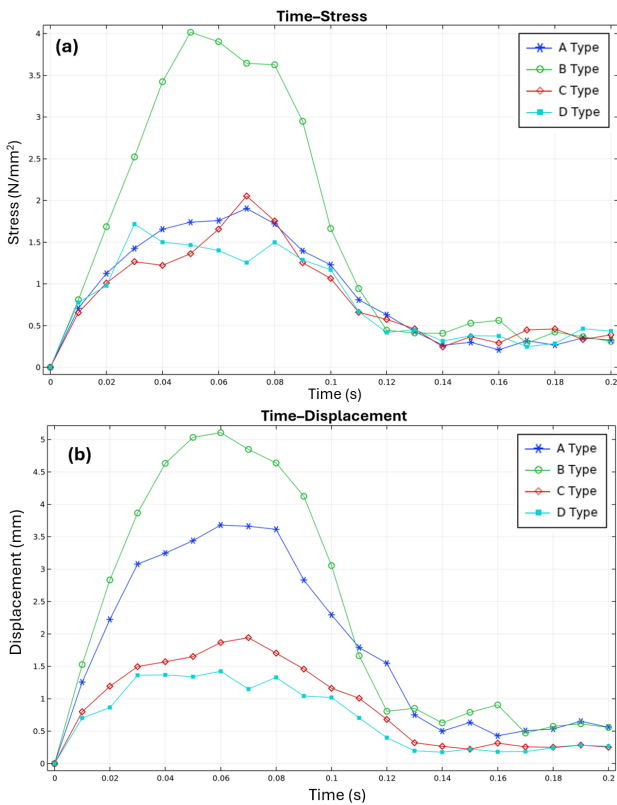 Time–Stress
(a)
A Type
B Type
C Type
D Type
Stress (N/mm²)
4
3.5
3
2.5
2
1.5
1
0.5
0
0 0.02 0.04 0.06 0.08 0.1 0.12 0.14 0.16 0.18 0.2
Time (s)
Time–Displacement
(b)
A Type
B Type
C Type
D Type
Displacement (mm)
5
4.5
4
3.5
3
2.5
2
1.5
1
0.5
0
0 0.02 0.04 0.06 0.08 0.1 0.12 0.14 0.16 0.18 0.2
Time (s)